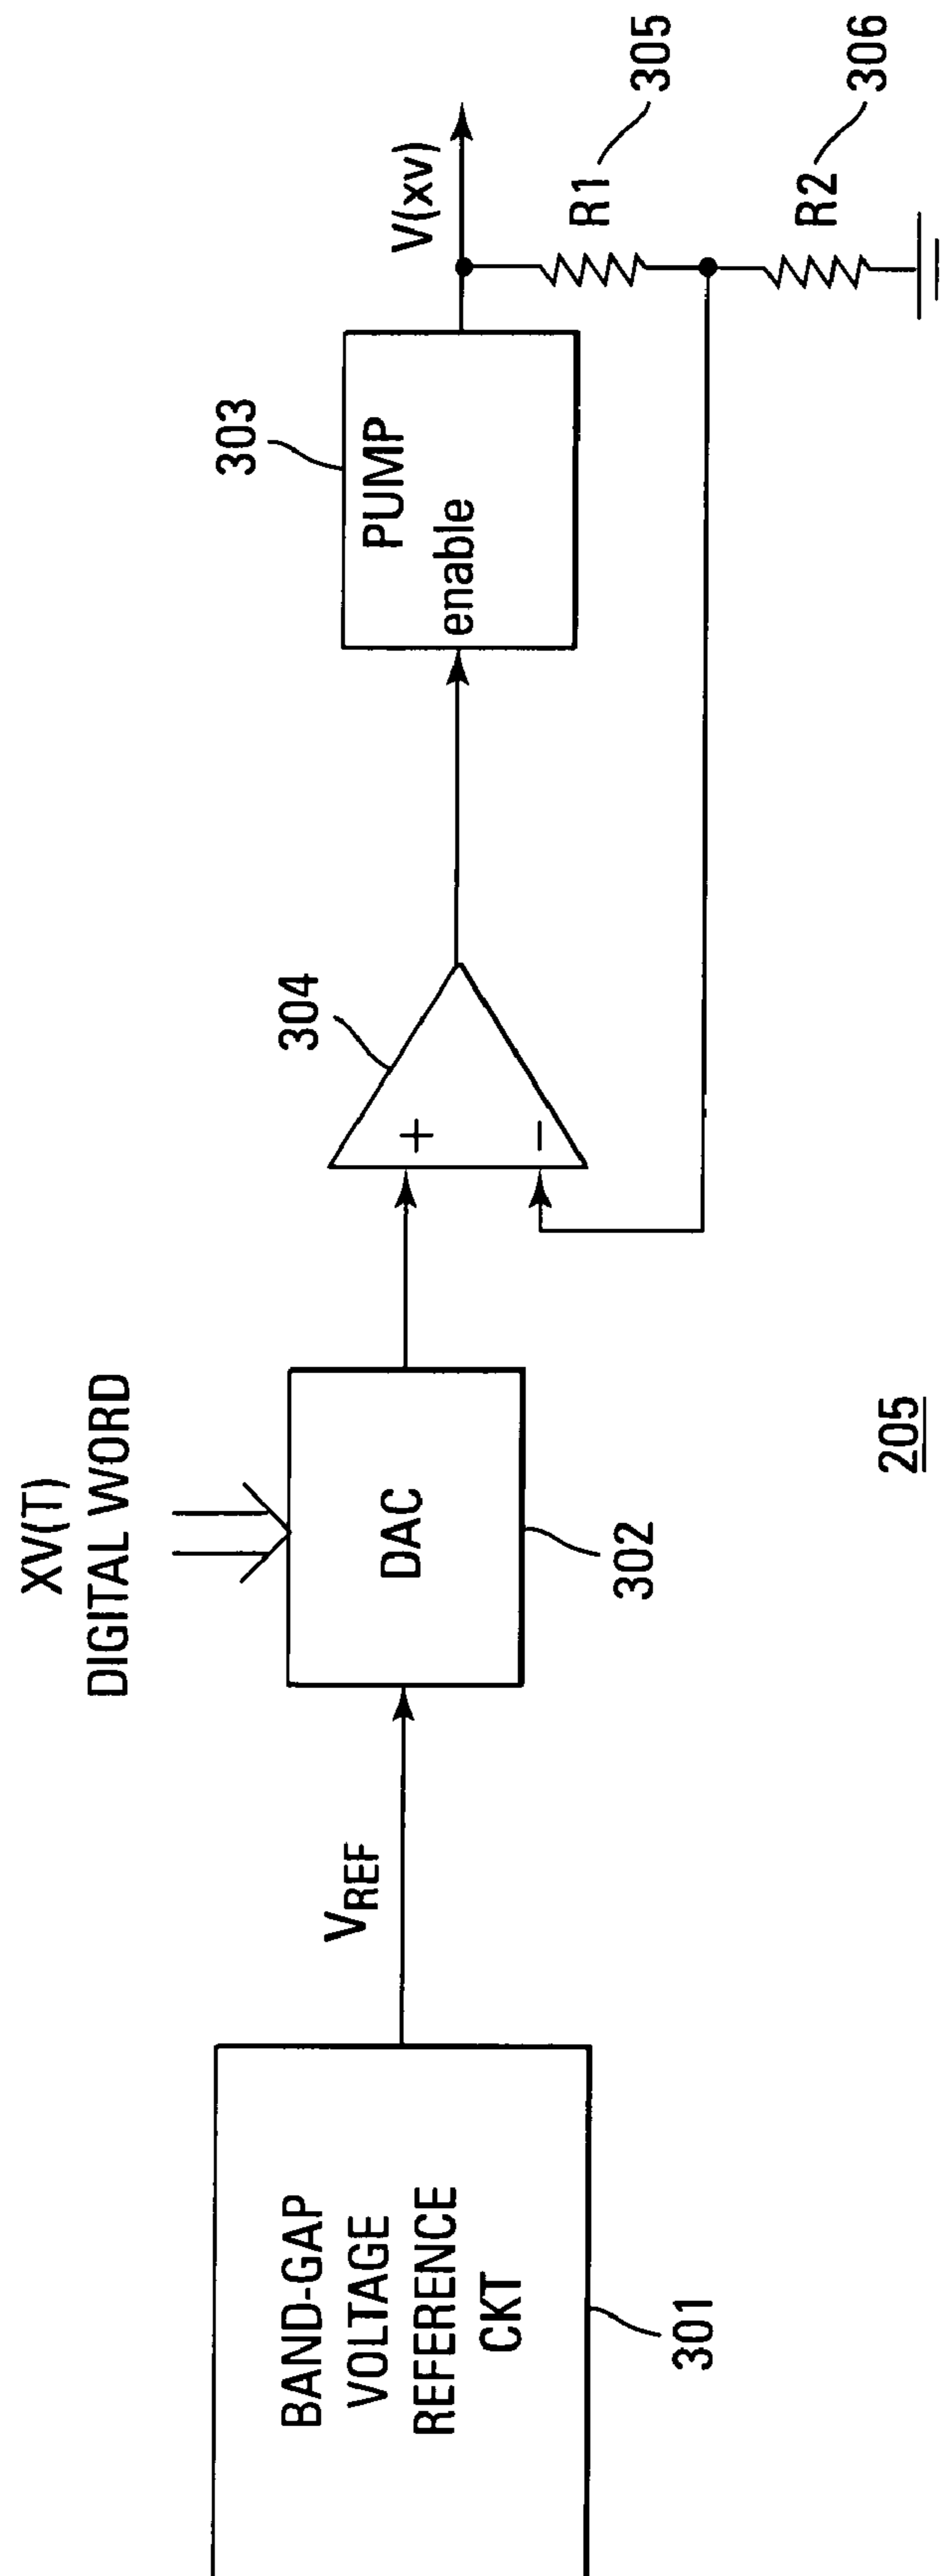 BAND-GAP
VOLTAGE
REFERENCE
CKT
301
VREF
XV(T)
DIGITAL WORD
DAC
302
304
+
−
303
PUMP
enable
V(xv)
R1
305
R2
306
205